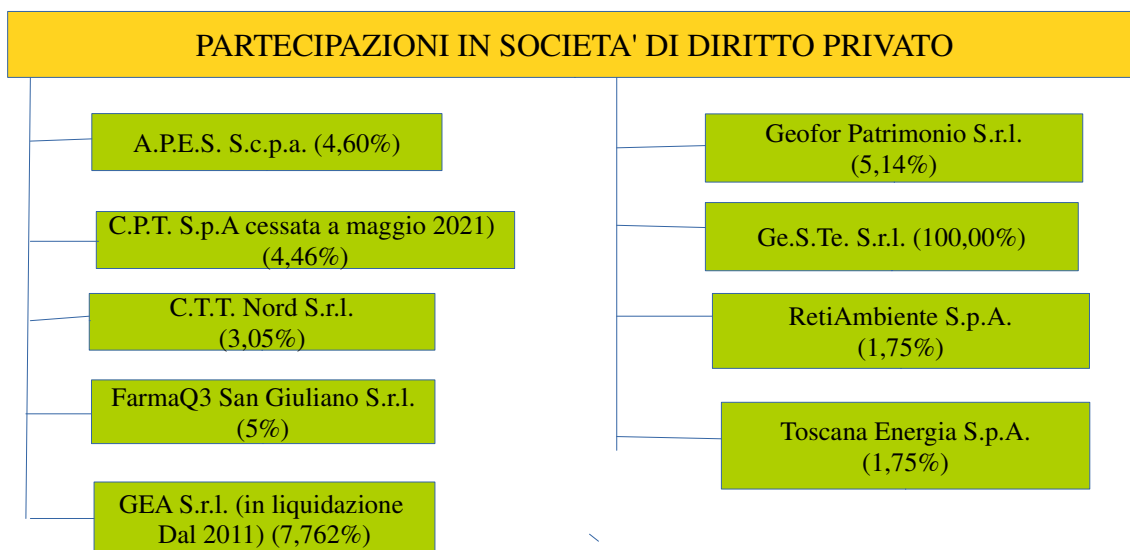 PARTECIPAZIONI IN SOCIETA' DI DIRITTO PRIVATO
A.P.E.S. S.c.p.a. (4,60%)
C.P.T. S.p.A cessata a maggio 2021)
(4,46%)
C.T.T. Nord S.r.l.
(3,05%)
FarmaQ3 San Giuliano S.r.l.
(5%)
GEA S.r.l. (in liquidazione
Dal 2011) (7,762%)
Geofor Patrimonio S.r.l.
(5,14%)
Ge.S.Te. S.r.l. (100,00%)
RetiAmbiente S.p.A.
(1,75%)
Toscana Energia S.p.A.
(1,75%)